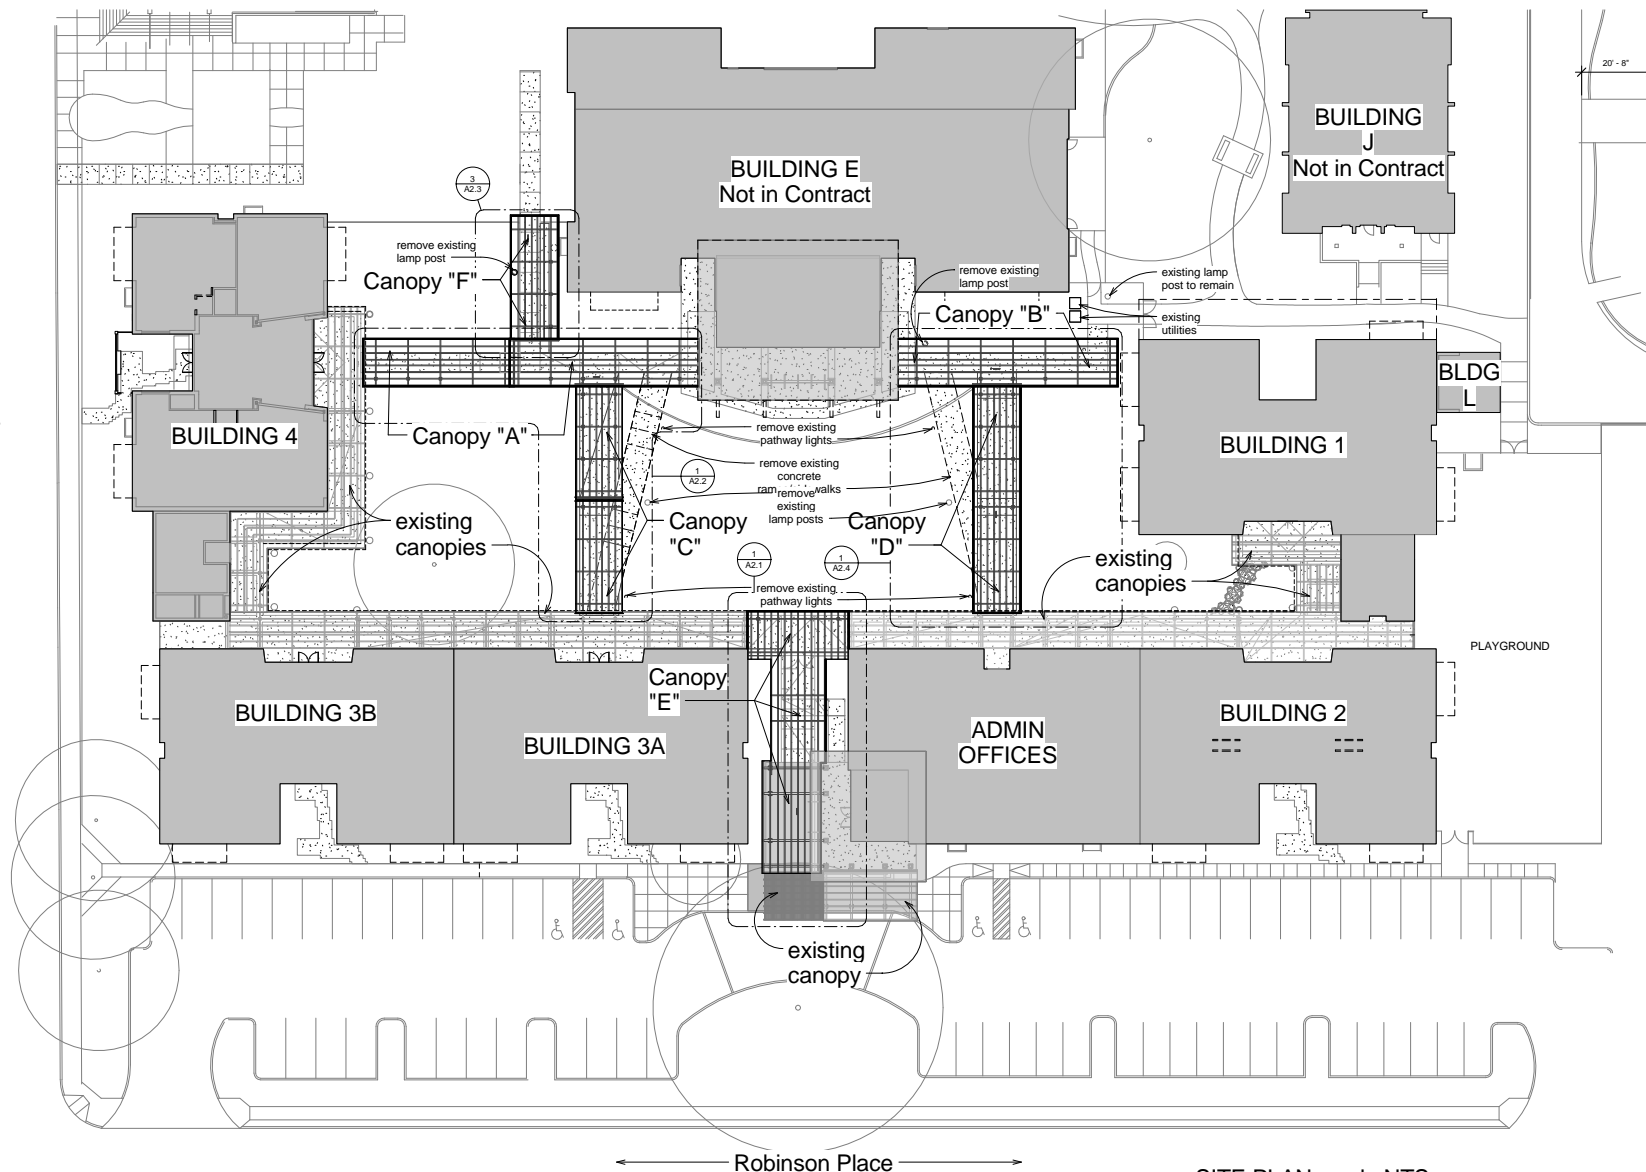 20' - 8"
BUILDING
J
Not in Contract
BUILDING E
Not in Contract
3
A2.3
remove existing
lamp post
Canopy "F"
remove existing
lamp post
Canopy "B"
existing lamp
post to remain
existing
utilities
BLDG
L
BUILDING 4
Canopy "A"
BUILDING 1
remove existing
pathway lights
1
A2.2
remove existing
concrete
remove
existing
lamp posts
existing
canopies
Canopy
"C"
Canopy
"D"
1
A2.1
1
A2.4
existing
canopies
remove existing
pathway lights
PLAYGROUND
Canopy
"E"
BUILDING 3B
BUILDING 3A
ADMIN
OFFICES
BUILDING 2
existing
canopy
Robinson Place